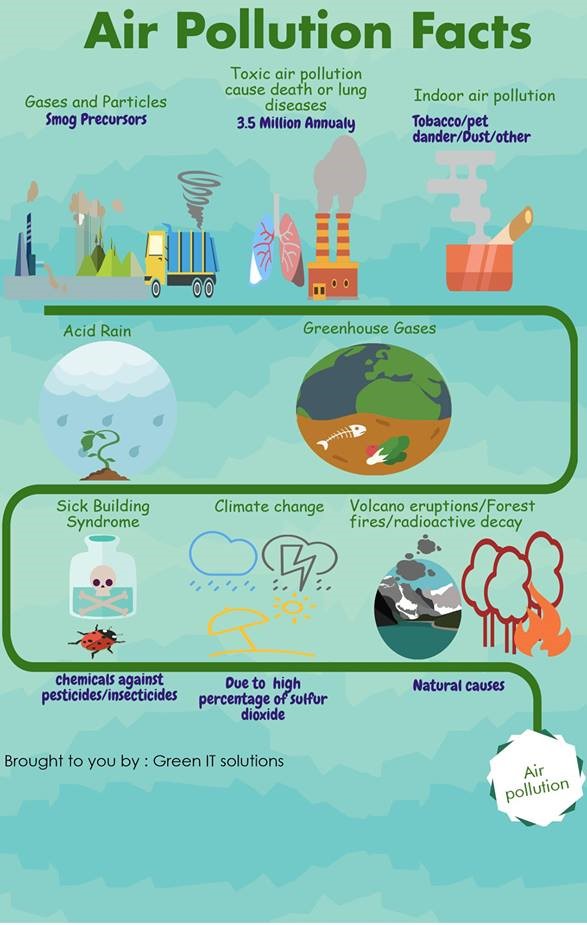 Air Pollution Facts
Gases and Particles
Smog Precursors
Toxic air pollution
cause death or lung
diseases
3.5 Million Annualy
Indoor air pollution
Tobacco/pet
dander/Dust/other
Acid Rain
Greenhouse Gases
Sick Building
Syndrome
chemicals against
pesticides/insecticides
Climate change
Due to high
percentage of sulfur
dioxide
Volcano eruptions/Forest
fires/radioactive decay
Natural causes
Brought to you by : Green IT solutions
Air
pollution